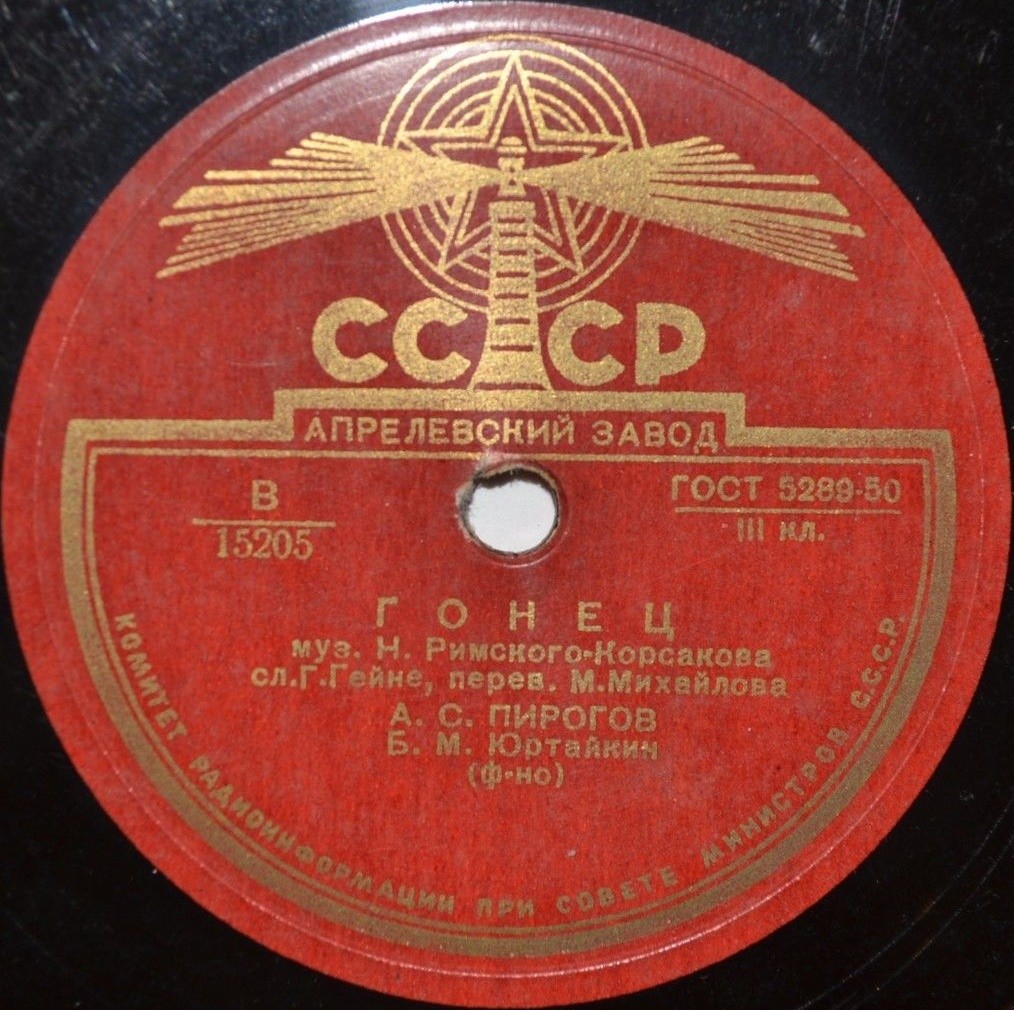 СССР
АПРЕЛЕВСКИЙ ЗАВОД
В
15205
ГОСТ 5289-50
III кл.
ГОНЕЦ
муз. Н. Римского-Корсакова
сл.Г.Гейне, перев. М.Михайлова
А. С. ПИРОГОВ
Б. М. Юртайкин
(ф-но)
КОМИТЕТ РАДИОИНФОРМАЦИИ ПРИ СОВЕТЕ МИНИСТРОВ С.С.С.Р.